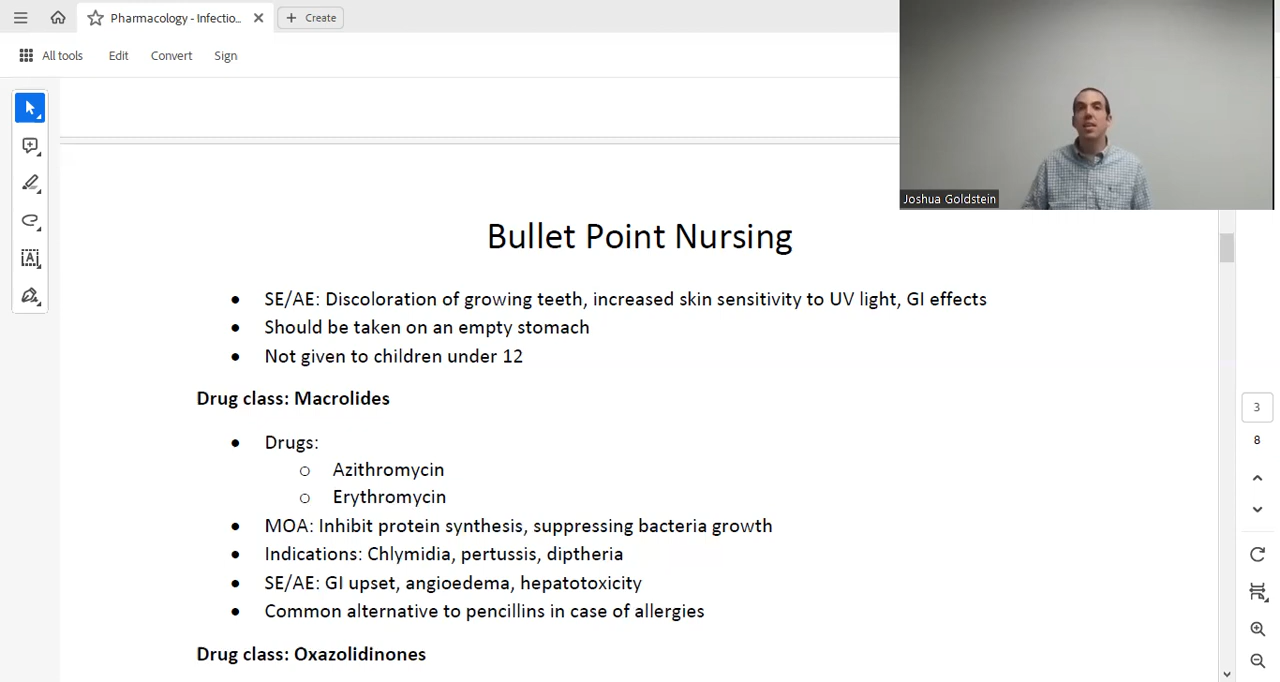 Pharmacology - Infectio...
Create
All tools Edit Convert Sign
Joshua Goldstein
Bullet Point Nursing
• SE/AE: Discoloration of growing teeth, increased skin sensitivity to UV light, GI effects
• Should be taken on an empty stomach
• Not given to children under 12
Drug class: Macrolides
• Drugs:
o Azithromycin
o Erythromycin
• MOA: Inhibit protein synthesis, suppressing bacteria growth
• Indications: Chlymidia, pertussis, diptheria
• SE/AE: GI upset, angioedema, hepatotoxicity
• Common alternative to pencillins in case of allergies
Drug class: Oxazolidinones
3
8